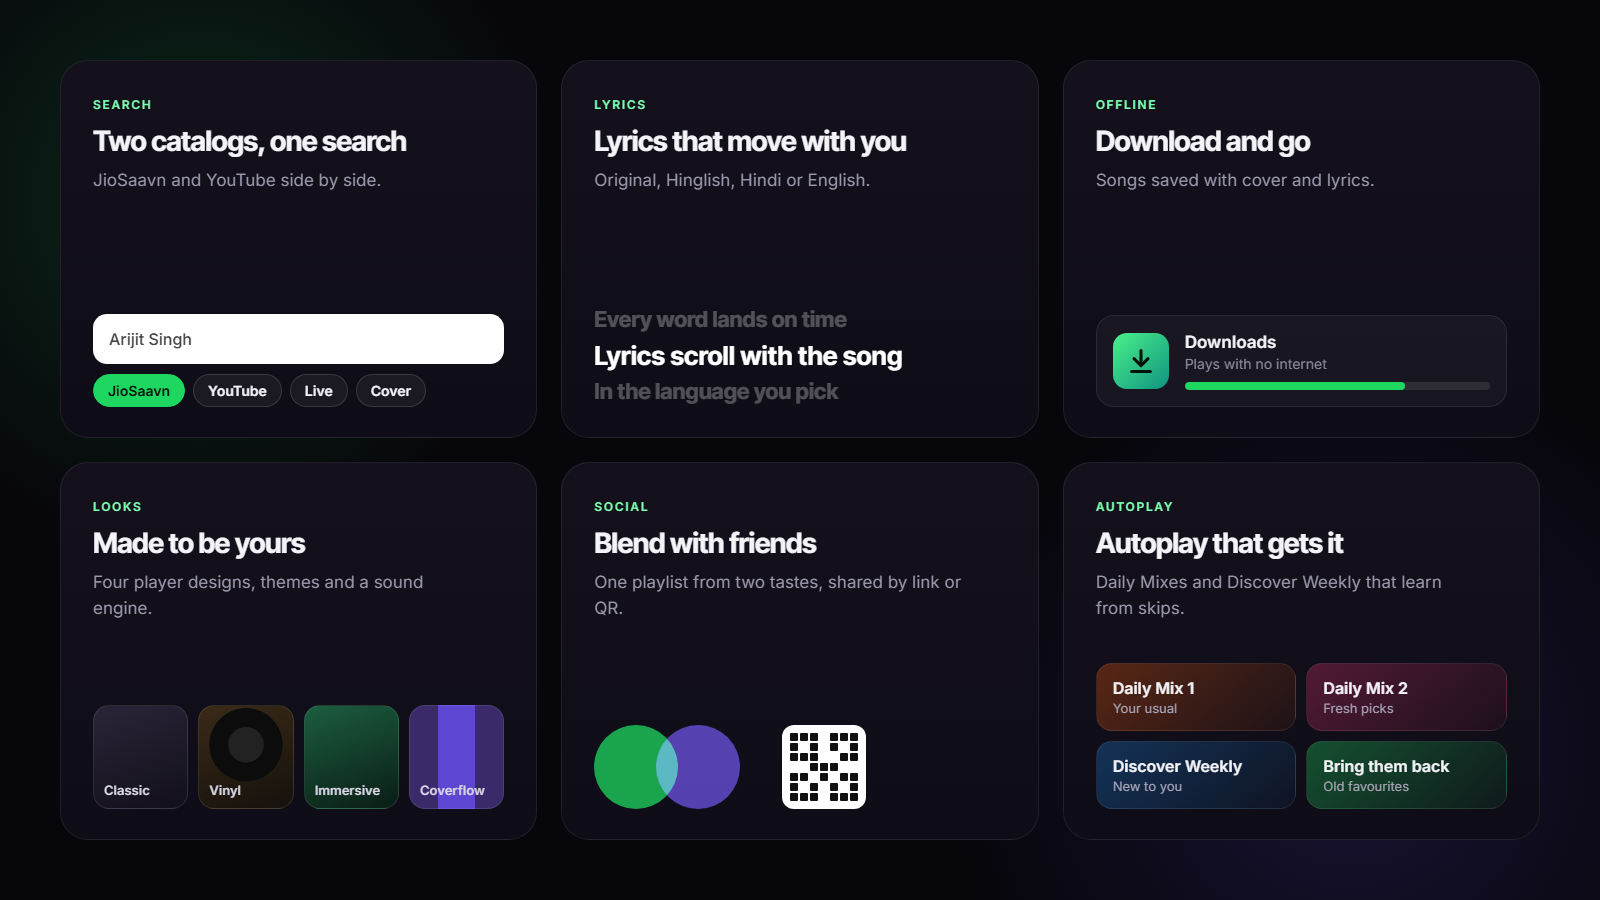 SEARCH
Two catalogs, one search
JioSaavn and YouTube side by side.
Arijit Singh
JioSaavn
YouTube
Live
Cover
LYRICS
Lyrics that move with you
Original, Hinglish, Hindi or English.
Every word lands on time
Lyrics scroll with the song
In the language you pick
OFFLINE
Download and go
Songs saved with cover and lyrics.
Downloads
Plays with no internet
LOOKS
Made to be yours
Four player designs, themes and a sound
engine.
Classic
Vinyl
Immersive
Coverflow
SOCIAL
Blend with friends
One playlist from two tastes, shared by link or
QR.
AUTOPLAY
Autoplay that gets it
Daily Mixes and Discover Weekly that learn
from skips.
Daily Mix 1
Your usual
Daily Mix 2
Fresh picks
Discover Weekly
New to you
Bring them back
Old favourites